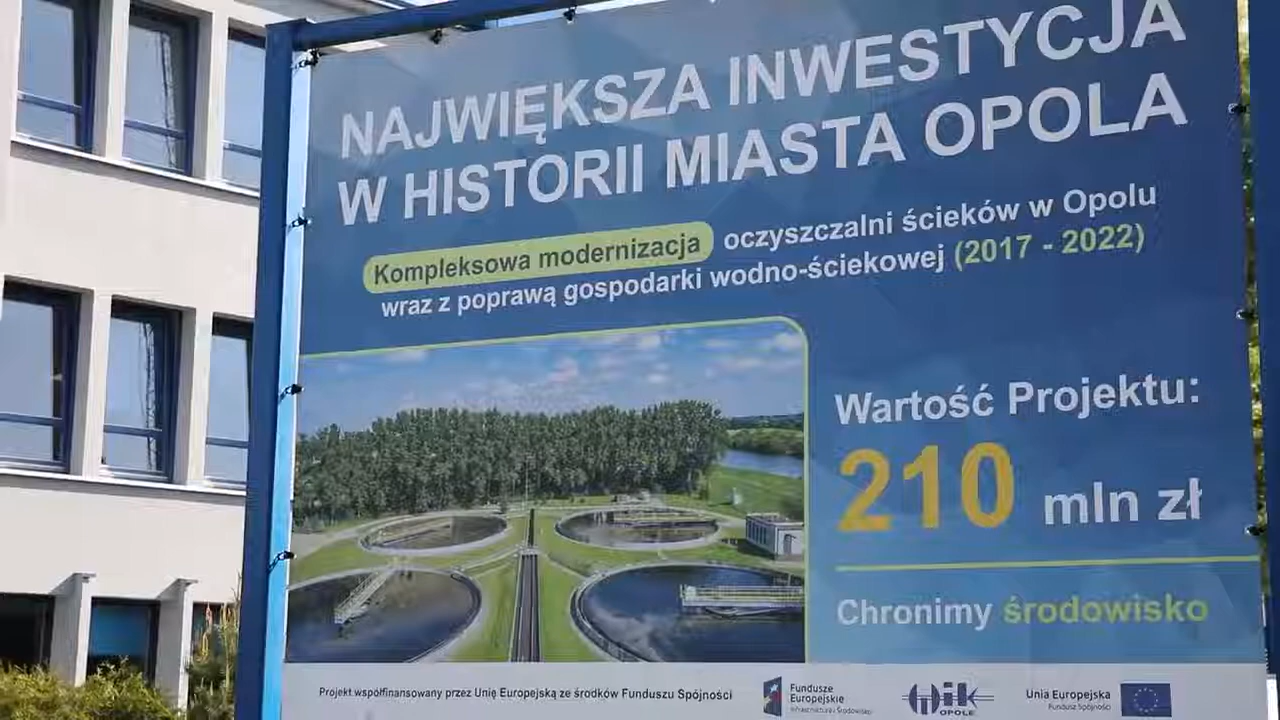 NAJWIĘKSZA INWESTYCJA
W HISTORII MIASTA OPOLA
Kompleksowa modernizacja oczyszczalni ścieków w Opolu
wraz z poprawą gospodarki wodno-ściekowej (2017 - 2022)
Wartość Projektu:
210 mln zł
Chronimy środowisko
Projekt współfinansowany przez Unię Europejską ze środków Funduszu Spójności
Fundusze
Europejskie
Infrastruktura i Środowisko
wik
OPOLE
Unia Europejska
Fundusz Spójności